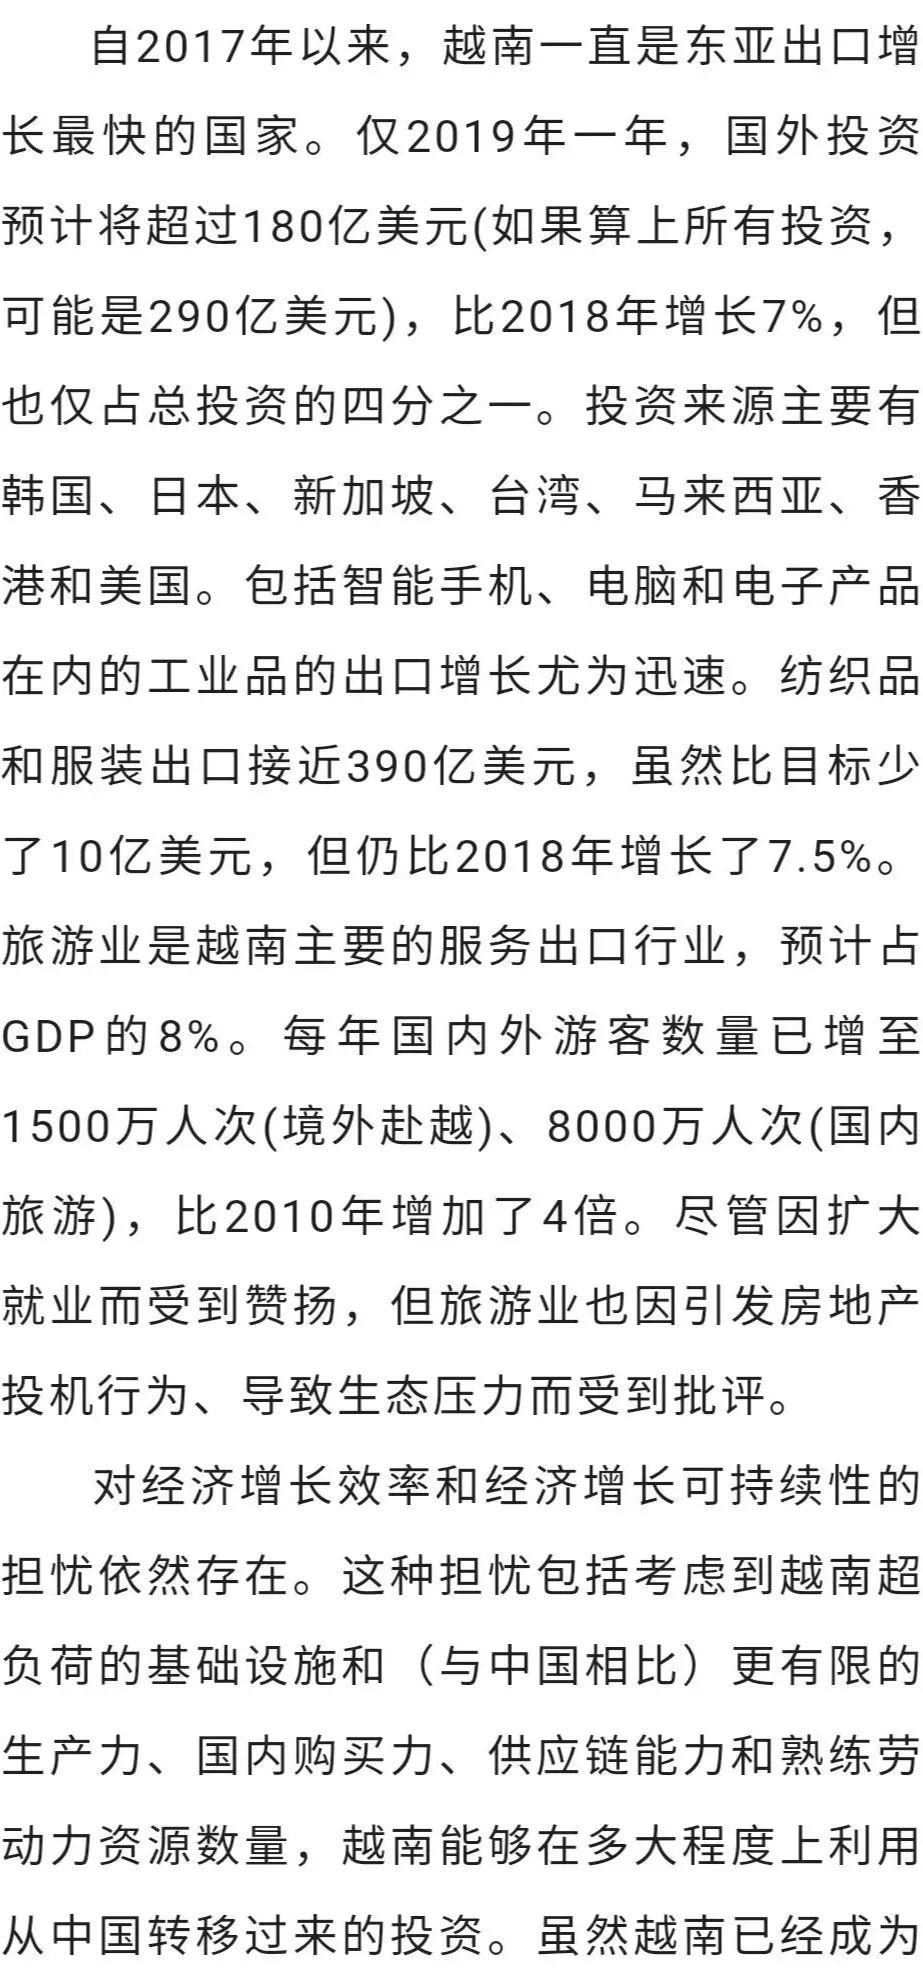 自2017年以来，越南一直是东亚出口增
长最快的国家。仅2019年一年，国外投资
预计将超过180亿美元(如果算上所有投资，
可能是290亿美元)，比2018年增长7%，但
也仅占总投资的四分之一。投资来源主要有
韩国、日本、新加坡、台湾、马来西亚、香
港和美国。包括智能手机、电脑和电子产品
在内的工业品的出口增长尤为迅速。纺织品
和服装出口接近390亿美元，虽然比目标少
了10亿美元，但仍比2018年增长了7.5%。
旅游业是越南主要的服务出口行业，预计占
GDP的8%。每年国内外游客数量已增至
1500万人次(境外赴越)、8000万人次(国内
旅游)，比2010年增加了4倍。尽管因扩大
就业而受到赞扬，但旅游业也因引发房地产
投机行为、导致生态压力而受到批评。
对经济增长效率和经济增长可持续性的
担忧依然存在。这种担忧包括考虑到越南超
负荷的基础设施和（与中国相比）更有限的
生产力、国内购买力、供应链能力和熟练劳
动力资源数量，越南能够在多大程度上利用
从中国转移过来的投资。虽然越南已经成为